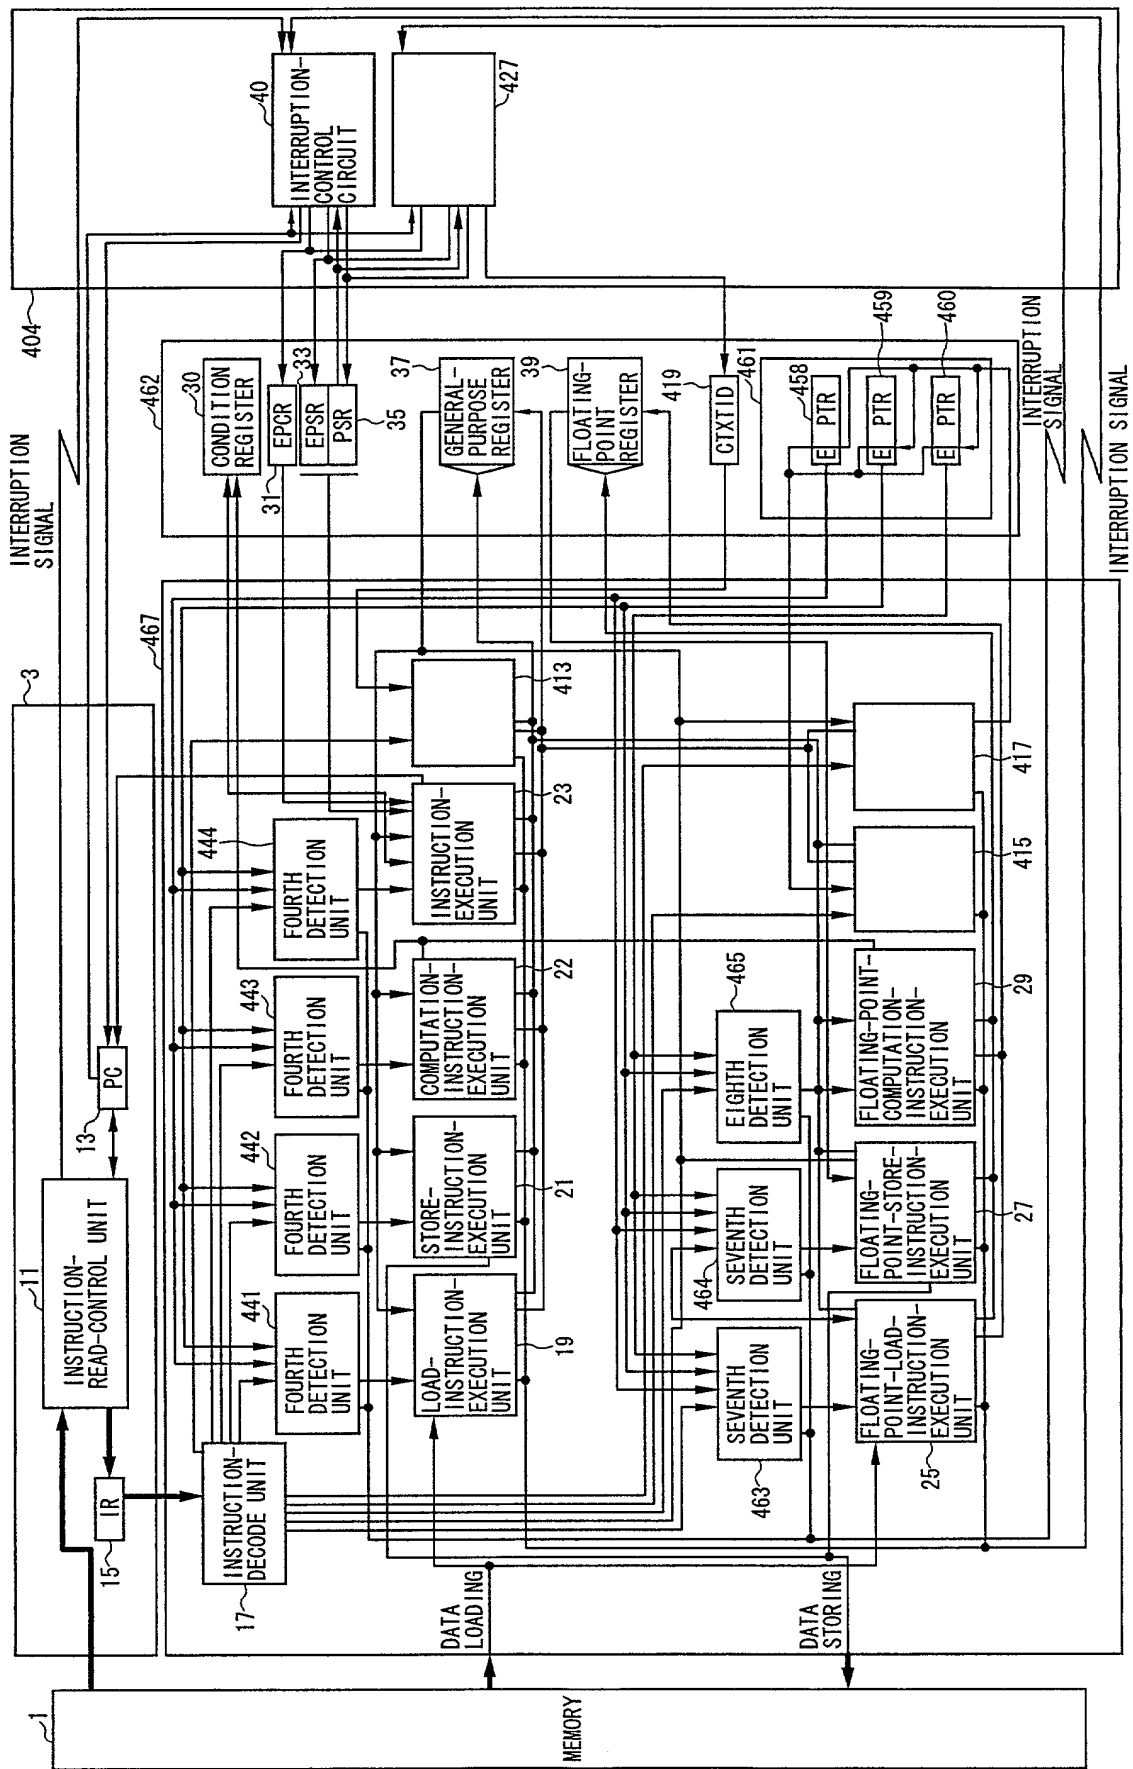 1
MEMORY
3
11
INSTRUCTION-
READ-CONTROL UNIT
13
PC
15
IR
INTERRUPTION
SIGNAL
404
40
INTERRUPTION-
CONTROL
CIRCUIT
427
467
17
INSTRUCTION-
DECODE UNIT
441
FOURTH
DETECTION
UNIT
442
FOURTH
DETECTION
UNIT
443
FOURTH
DETECTION
UNIT
444
FOURTH
DETECTION
UNIT
LOAD-
INSTRUCTION-
EXECUTION
UNIT
19
STORE-
INSTRUCTION-
EXECUTION
UNIT
21
COMPUTATION-
INSTRUCTION-
EXECUTION
UNIT
22
INSTRUCTION-
EXECUTION
UNIT
23
413
DATA
LOADING
DATA
STORING
463
SEVENTH
DETECTION
UNIT
464
SEVENTH
DETECTION
UNIT
465
EIGHTH
DETECTION
UNIT
FLOATING-
POINT-LOAD-
INSTRUCTION-
EXECUTION
UNIT
25
FLOATING-
POINT-STORE-
INSTRUCTION-
EXECUTION
UNIT
27
FLOATING-POINT-
COMPUTATION-
INSTRUCTION-
EXECUTION
UNIT
29
415
417
462
30
CONDITION
REGISTER
31
EPCR
33
EPSR
PSR
35
37
GENERAL-
PURPOSE
REGISTER
39
FLOATING-
POINT
REGISTER
419
CTXTID
461
458
E PTR
459
E PTR
460
E PTR
INTERRUPTION
SIGNAL
INTERRUPTION SIGNAL